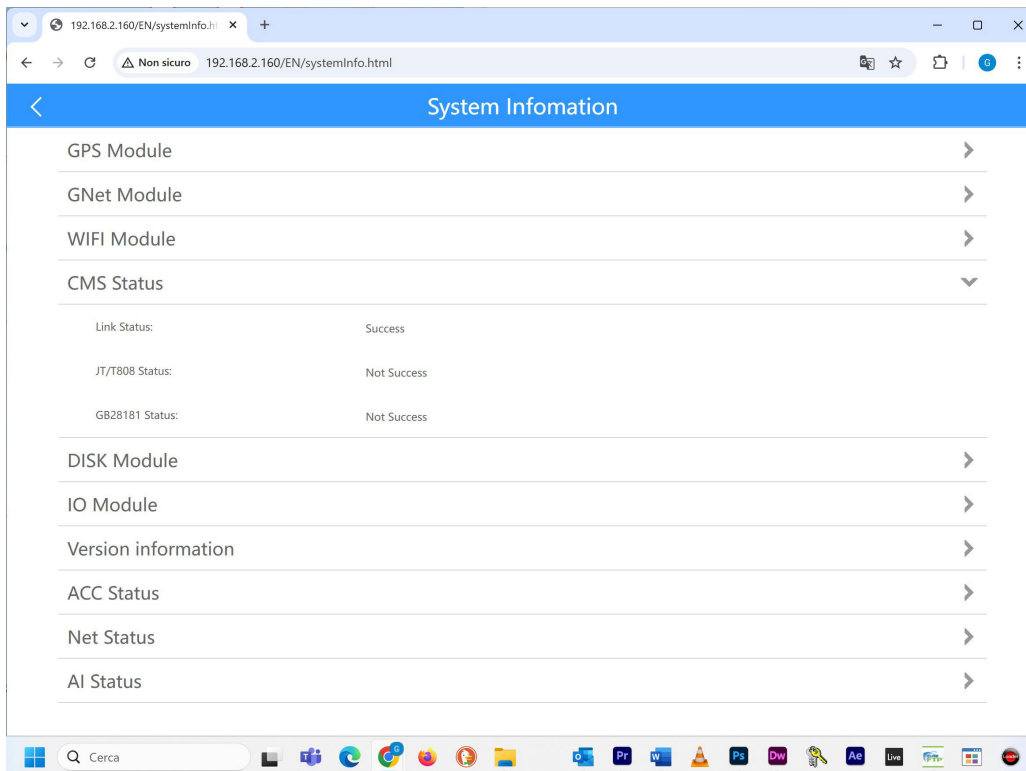 192.168.2.160/EN/systemInfo.ht
Non sicuro 192.168.2.160/EN/systemInfo.html
G
System Infomation
GPS Module
GNet Module
WIFI Module
CMS Status
Link Status: Success
JT/T808 Status: Not Success
GB28181 Status: Not Success
DISK Module
IO Module
Version information
ACC Status
Net Status
AI Status
Cerca
G
Pr
Ps
Dw
Ae
Live